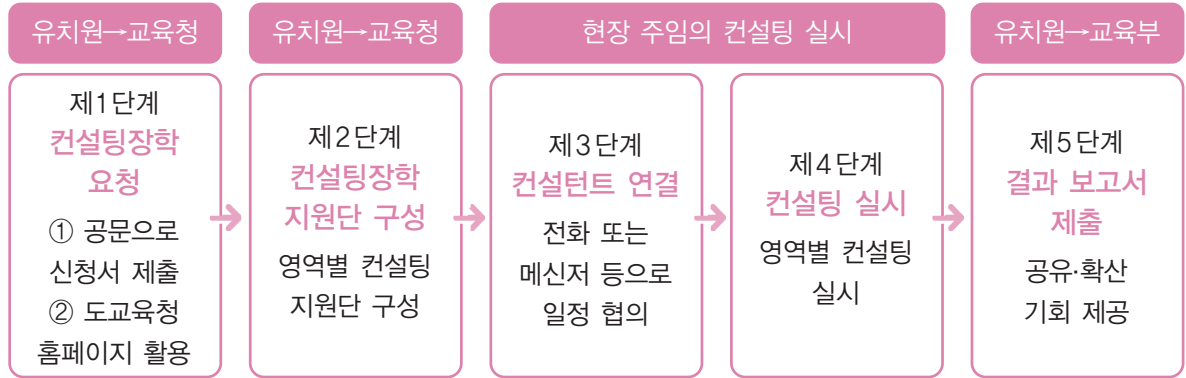 유치원→교육청
제1단계
컨설팅장학
요청
① 공문으로
신청서 제출
② 도교육청
홈페이지 활용
유치원→교육청
제2단계
컨설팅장학
지원단 구성
영역별 컨설팅
지원단 구성
현장 주임의 컨설팅 실시
제3단계
컨설턴트 연결
전화 또는
메신저 등으로
일정 협의
제4단계
컨설팅 실시
영역별 컨설팅
실시
유치원→교육부
제5단계
결과 보고서
제출
공유·확산
기회 제공